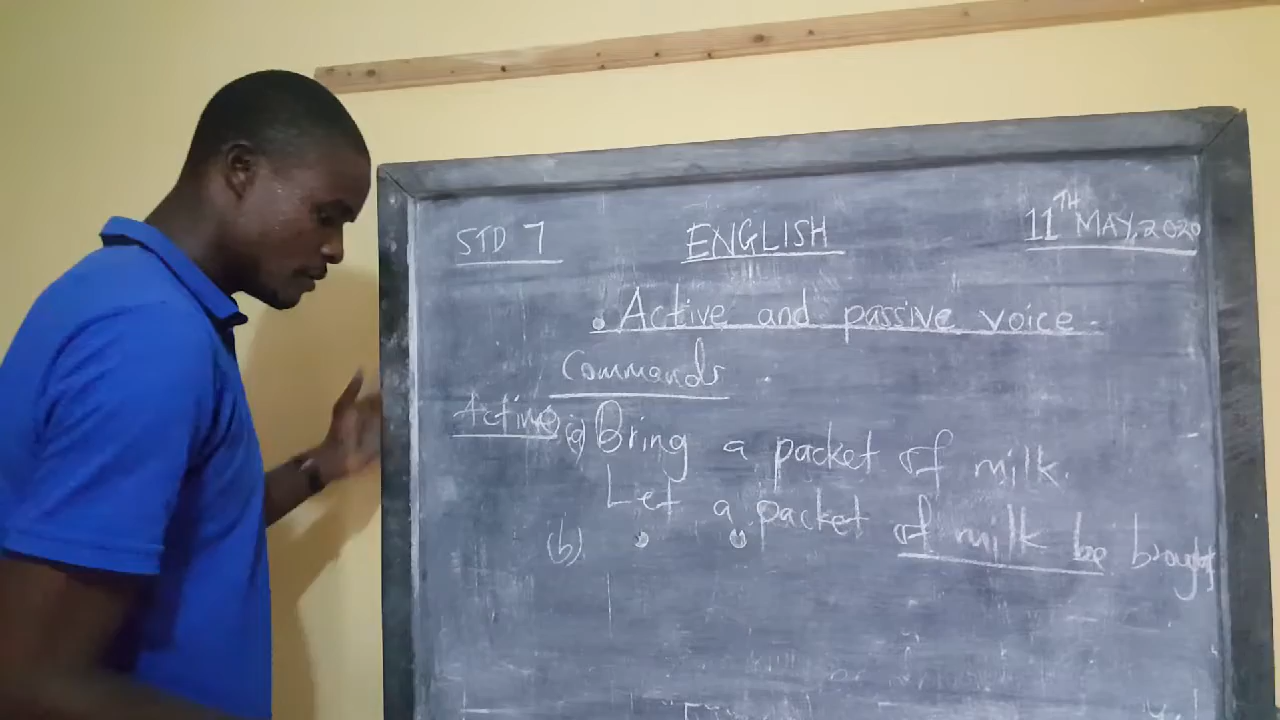 STD 7 ENGLISH 11TH MAY, 2020
Active and passive voice.
Commands
Active (a) Bring a packet of milk.
Let a packet of milk be brought
(b)